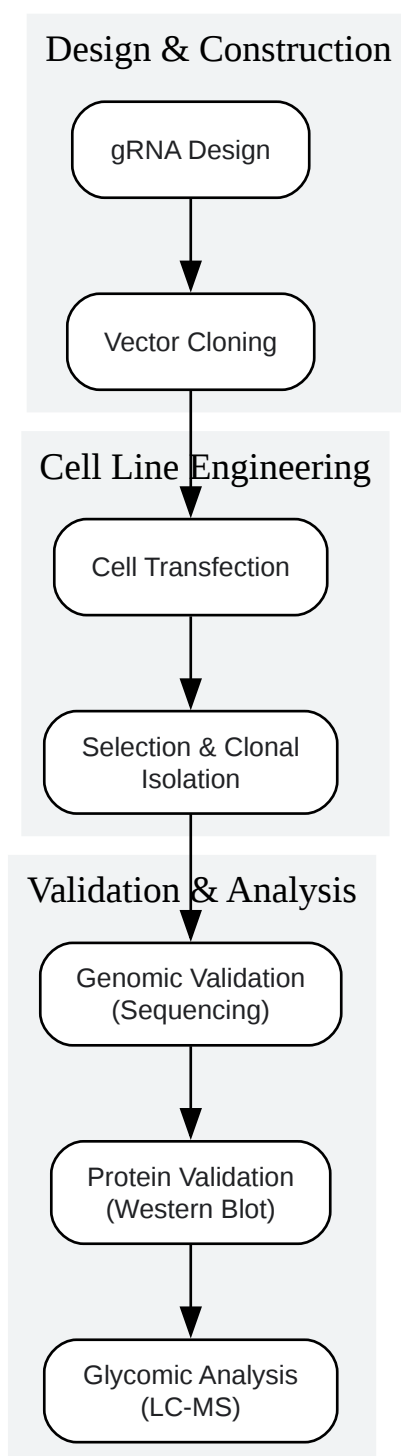 Design & Construction
gRNA Design
Vector Cloning
Cell Line Engineering
Cell Transfection
Selection & Clonal
Isolation
Validation & Analysis
Genomic Validation
(Sequencing)
Protein Validation
(Western Blot)
Glycomic Analysis
(LC-MS)